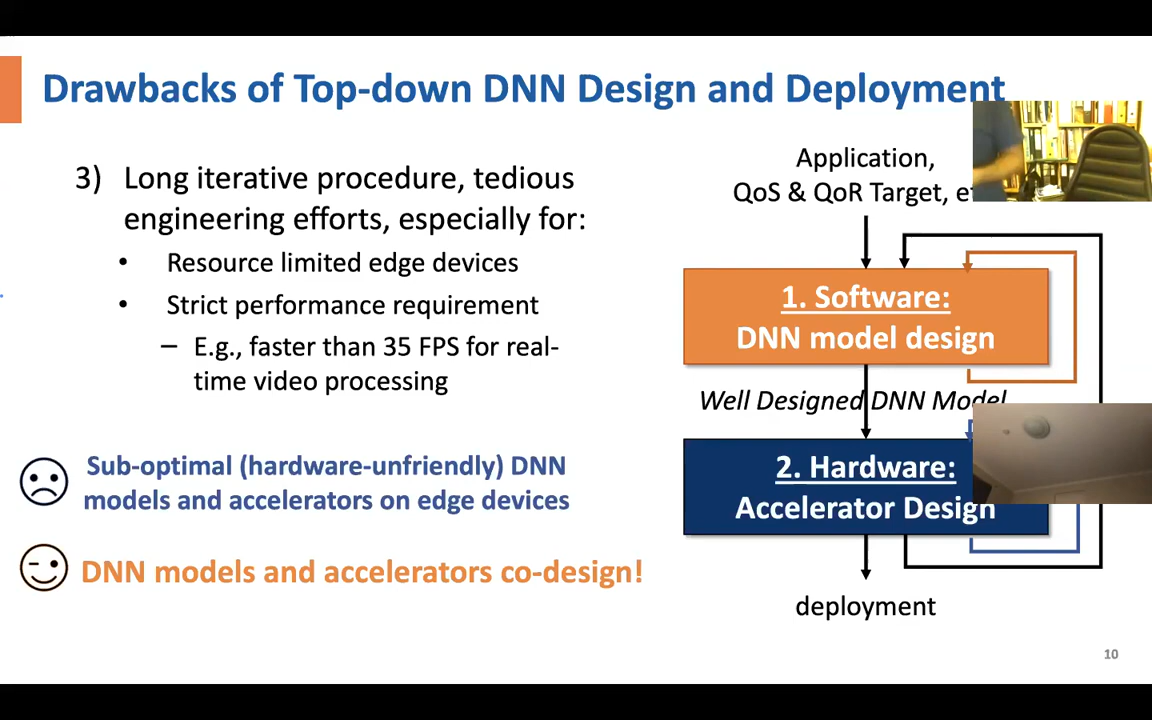 Drawbacks of Top-down DNN Design and Deployment
3) Long iterative procedure, tedious
engineering efforts, especially for:
• Resource limited edge devices
• Strict performance requirement
– E.g., faster than 35 FPS for real-
time video processing
Sub-optimal (hardware-unfriendly) DNN
models and accelerators on edge devices
DNN models and accelerators co-design!
Application,
QoS & QoR Target,
1. Software:
DNN model design
Well Designed DNN Model
2. Hardware:
Accelerator Design
deployment
10